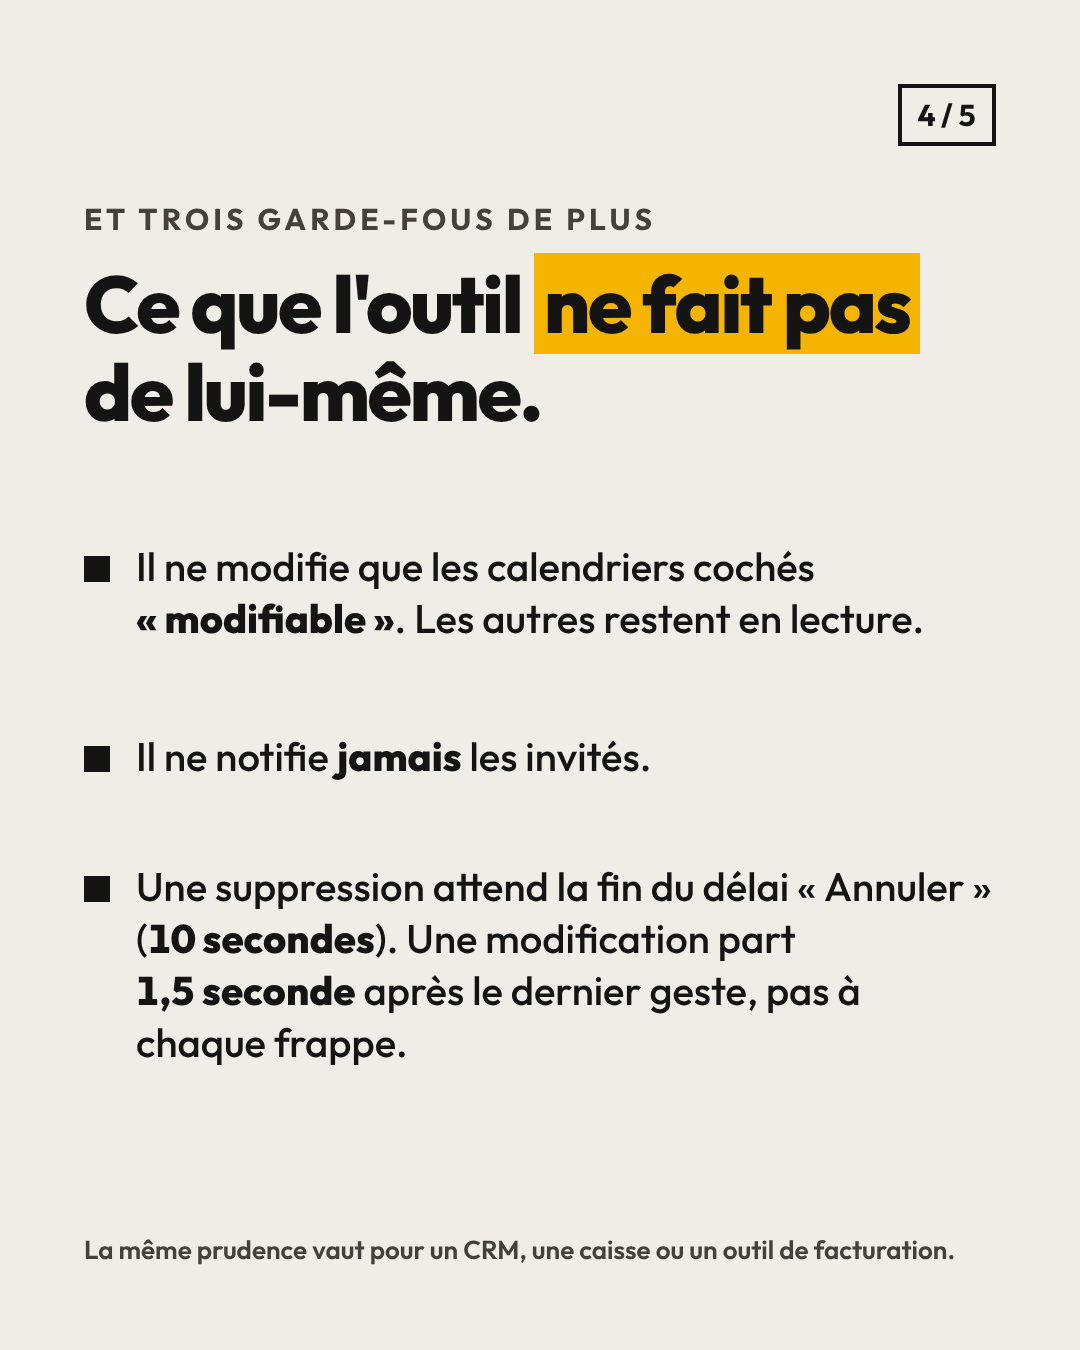 4 / 5
ET TROIS GARDE-FOUS DE PLUS
Ce que l'outil ne fait pas
de lui-même.
Il ne modifie que les calendriers cochés
« modifiable ». Les autres restent en lecture.
Il ne notifie jamais les invités.
Une suppression attend la fin du délai « Annuler »
(10 secondes). Une modification part
1,5 seconde après le dernier geste, pas à
chaque frappe.
La même prudence vaut pour un CRM, une caisse ou un outil de facturation.